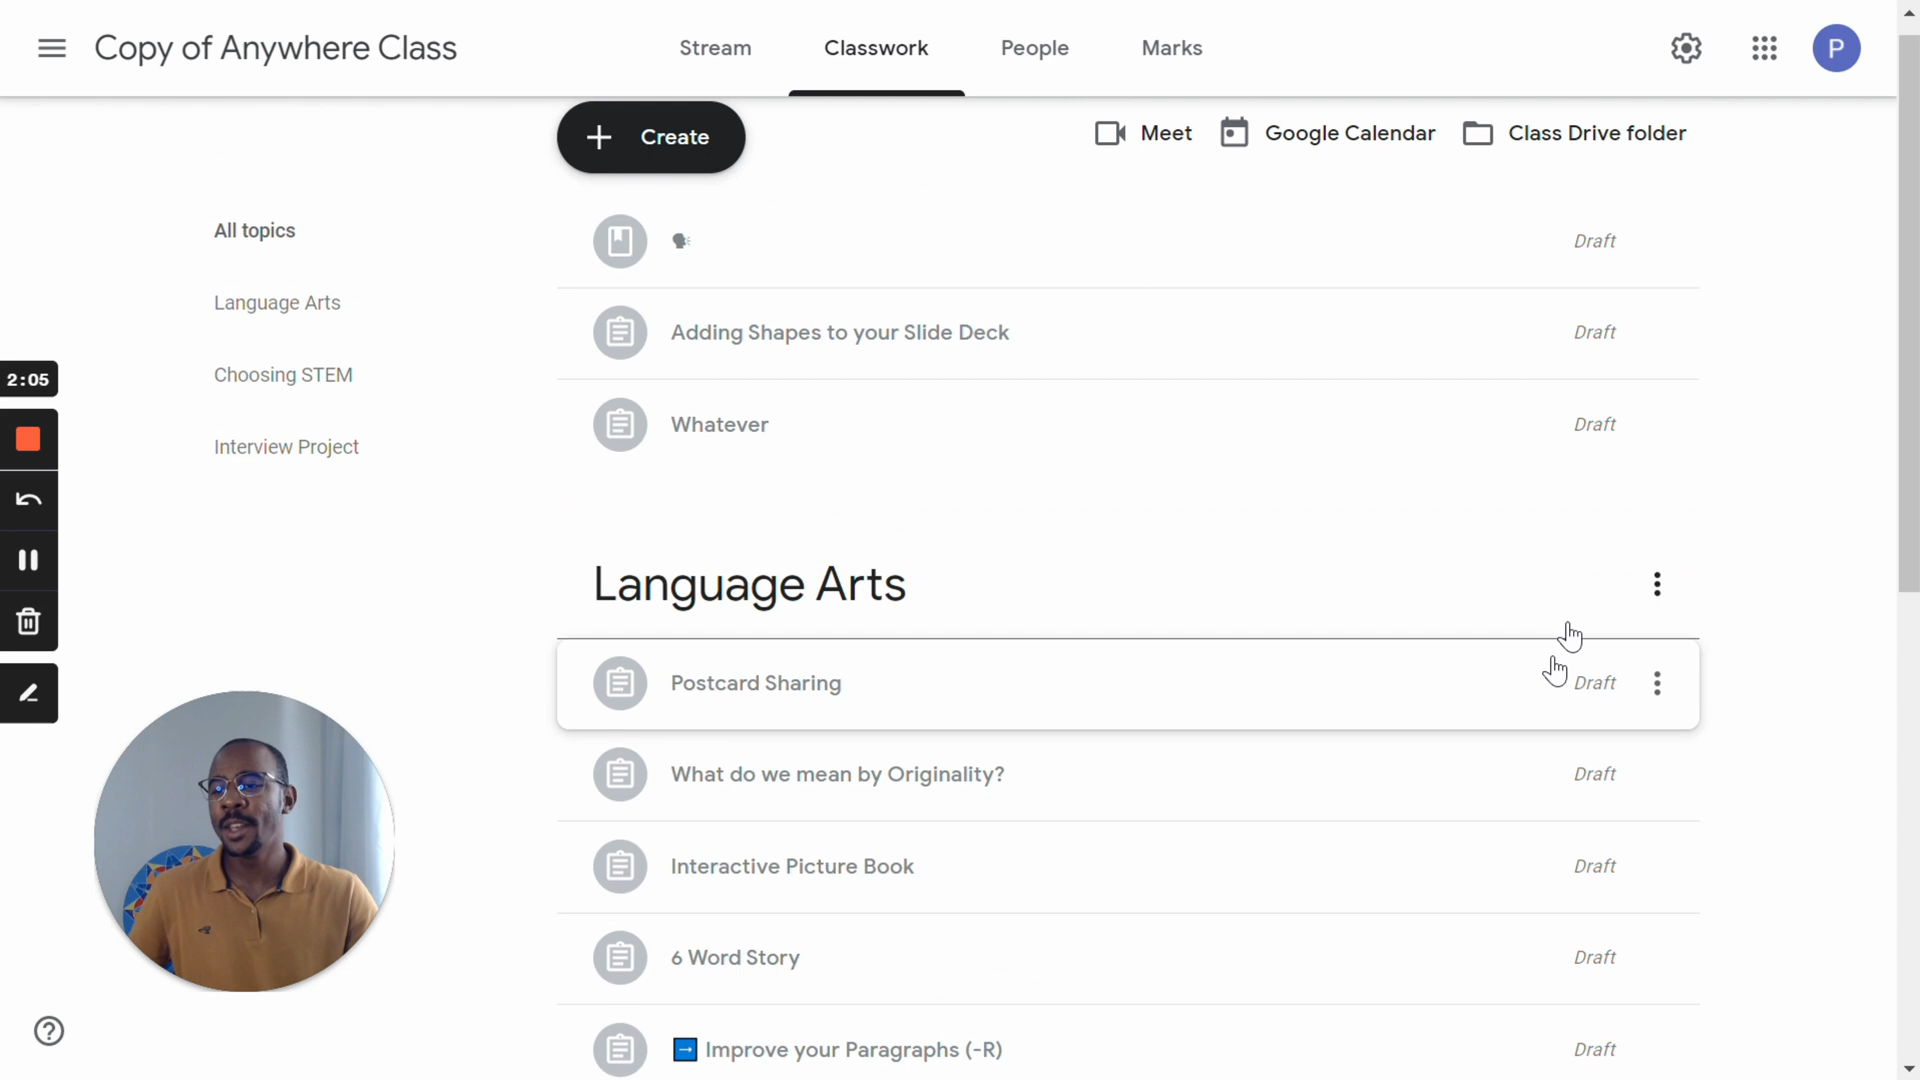 Copy of Anywhere Class
Stream
Classwork
People
Marks
P
+ Create
Meet
Google Calendar
Class Drive folder
All topics
Language Arts
Choosing STEM
Interview Project
2:05
Draft
Adding Shapes to your Slide Deck
Draft
Whatever
Draft
Language Arts
Postcard Sharing
Draft
What do we mean by Originality?
Draft
Interactive Picture Book
Draft
6 Word Story
Draft
➡ Improve your Paragraphs (-R)
Draft